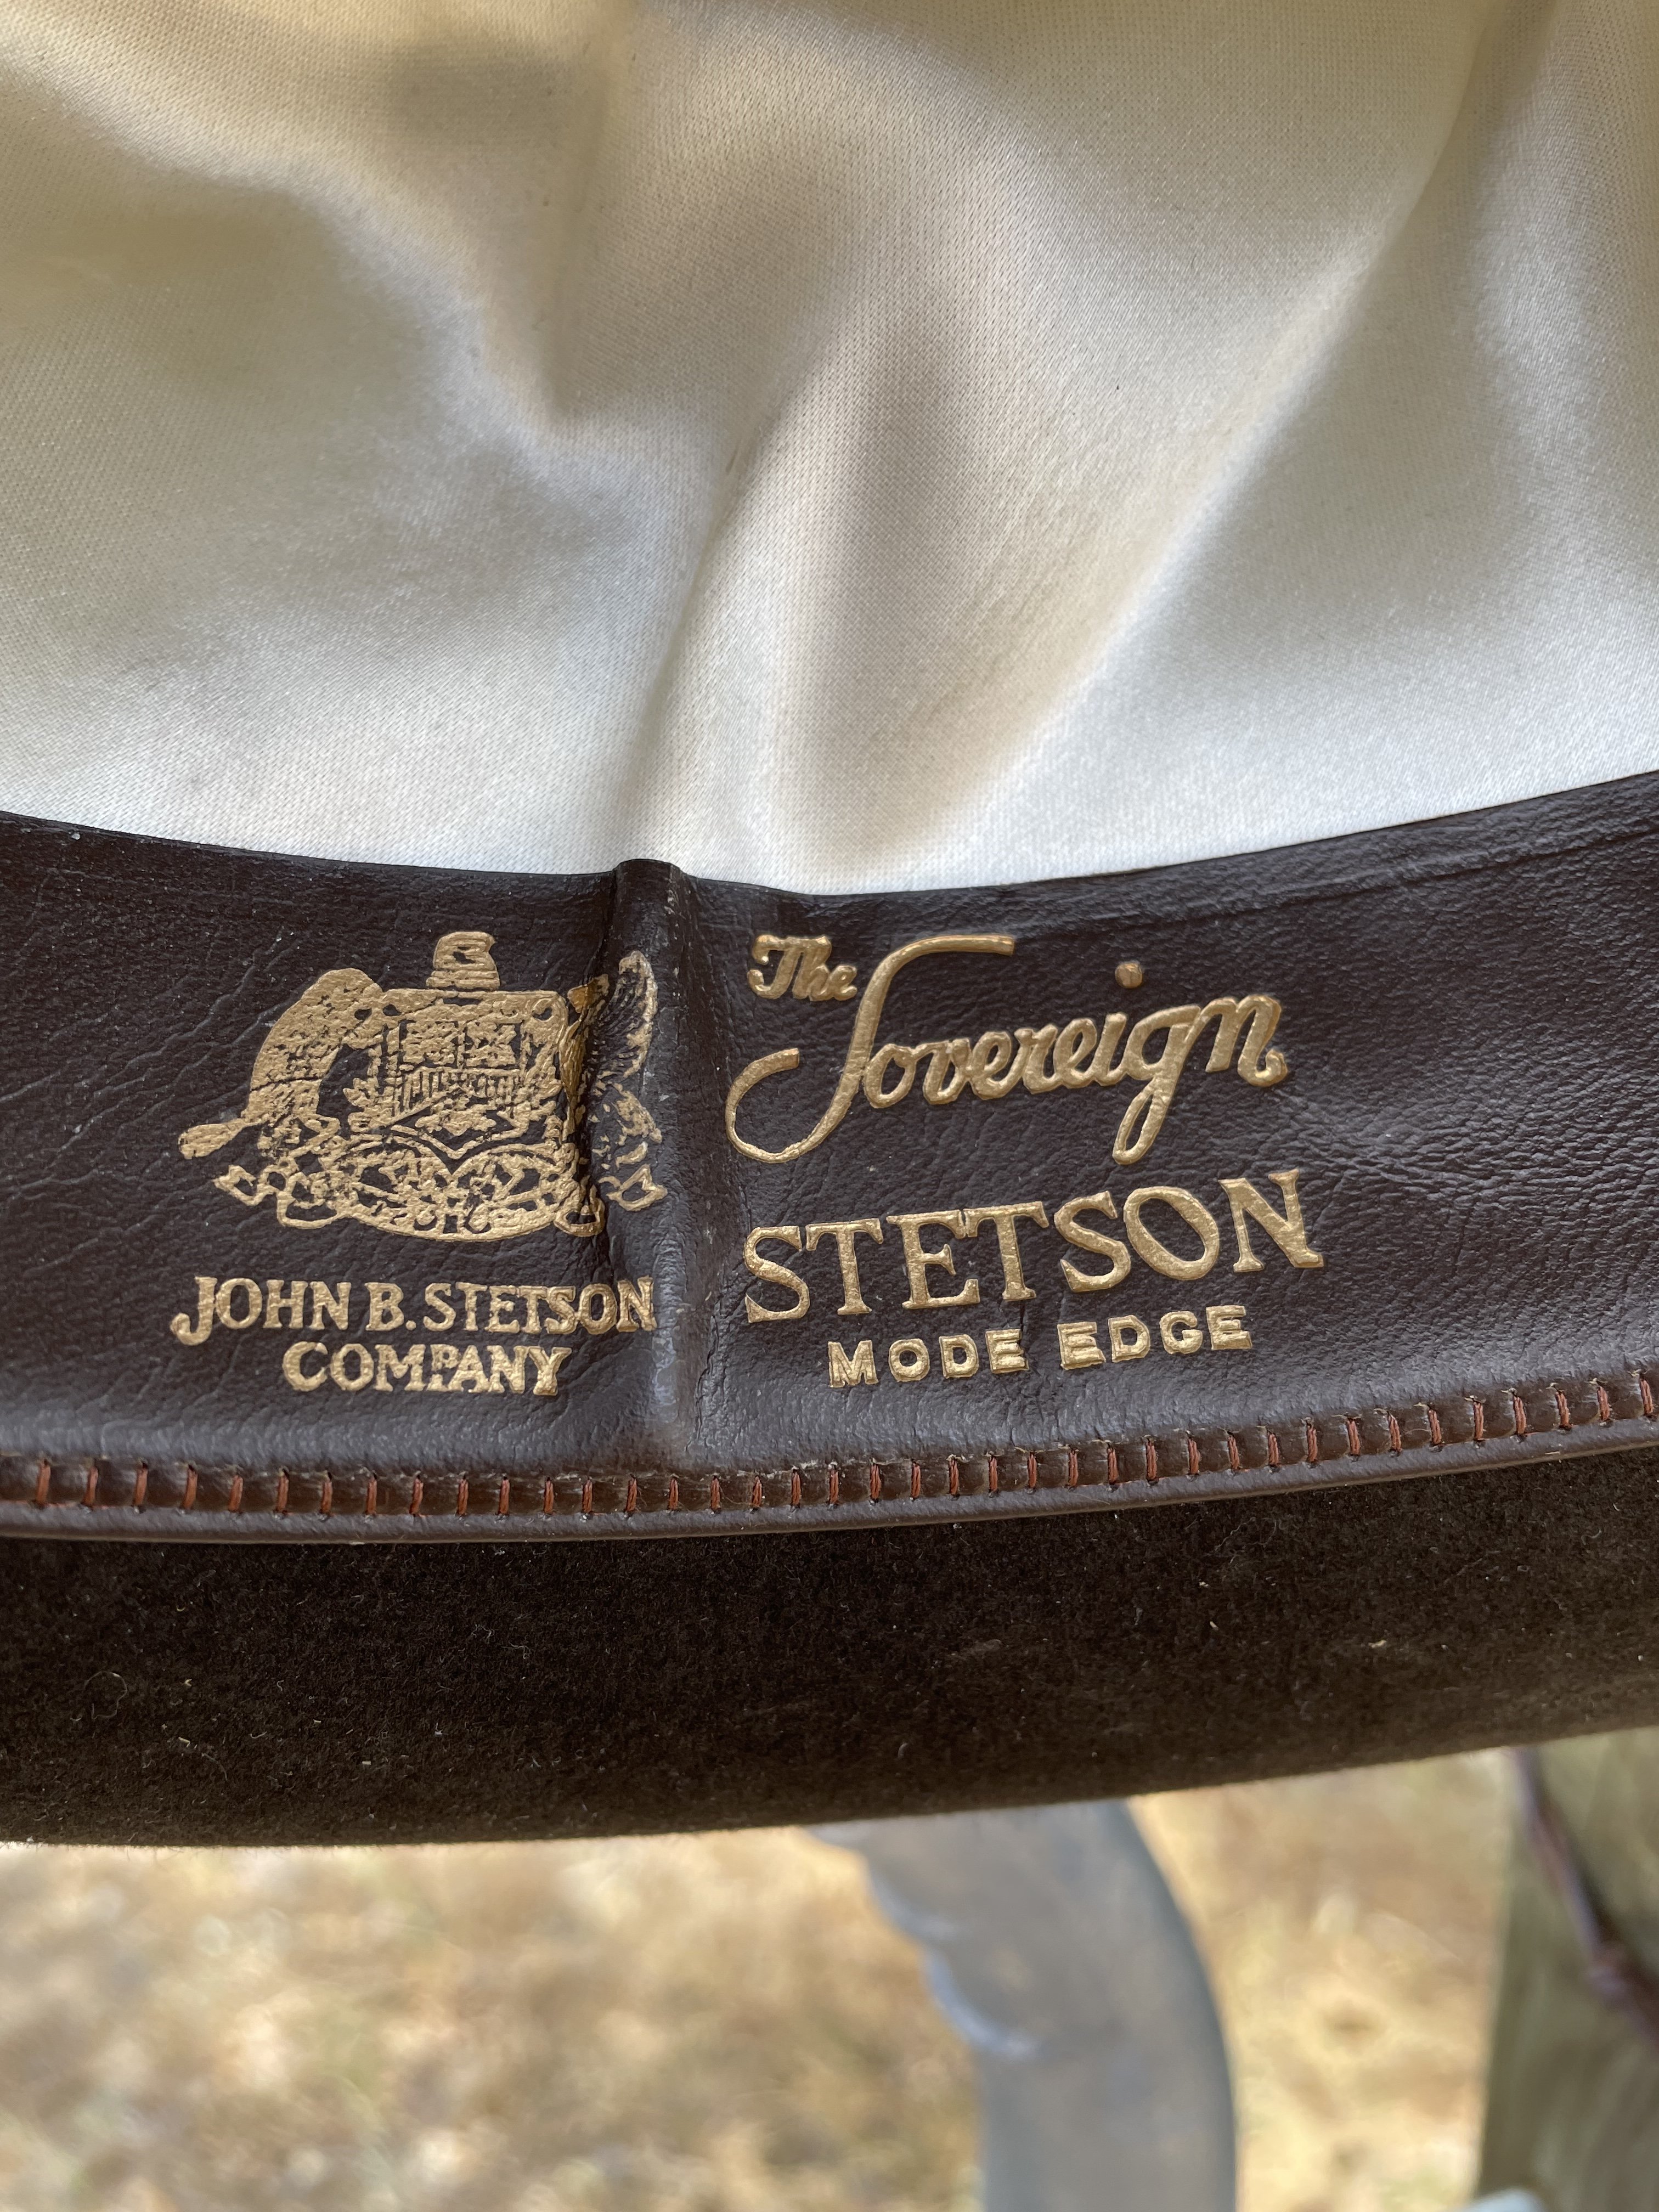 JOHN B. STETSON
COMPANY
The
Sovereign
STETSON
MODE EDGE